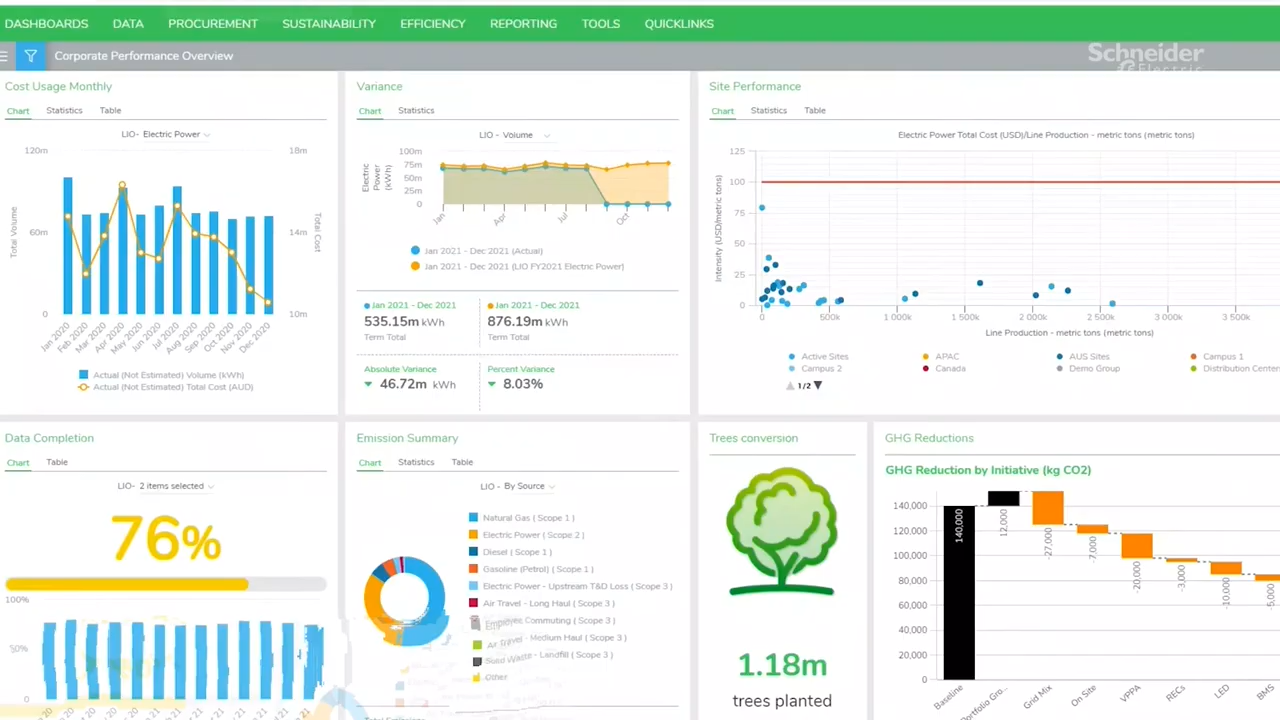 DASHBOARDS DATA PROCUREMENT SUSTAINABILITY EFFICIENCY REPORTING TOOLS QUICKLINKS
Corporate Performance Overview
Schneider
Electric
Cost Usage Monthly
Chart Statistics Table
LIO- Electric Power
120m 18m
60m 14m
0 10m
Total Volume
Total Cost
Jan 2020 Feb 2020 Mar 2020 Apr 2020 May 2020 Jun 2020 Jul 2020 Aug 2020 Sep 2020 Oct 2020 Nov 2020 Dec 2020
Actual (Not Estimated) Volume (kWh)
Actual (Not Estimated) Total Cost (AUD)
Variance
Chart Statistics
LIO - Volume
100m
75m
50m
25m
0
Electric Power (kWh)
Jan Apr Jul Oct
Jan 2021 - Dec 2021 (Actual)
Jan 2021 - Dec 2021 (LIO FY2021 Electric Power)
Jan 2021 - Dec 2021 Jan 2021 - Dec 2021
535.15m kWh 876.19m kWh
Term Total Term Total
Absolute Variance Percent Variance
46.72m kWh 8.03%
Site Performance
Chart Statistics Table
Electric Power Total Cost (USD)/Line Production - metric tons (metric tons)
125
100
75
50
25
0
Intensity (USD/metric tons)
0 500k 1 000k 1 500k 2 000k 2 500k 3 000k 3 500k
Line Production - metric tons (metric tons)
Active Sites APAC AUS Sites Campus 1
Campus 2 Canada Demo Group Distribution Center
1/2
Data Completion
Chart Table
LIO- 2 items selected
76%
100%
50%
0
Emission Summary
Chart Statistics Table
LIO - By Source
Natural Gas ( Scope 1 )
Electric Power ( Scope 2 )
Diesel ( Scope 1 )
Gasoline (Petrol) ( Scope 1 )
Electric Power - Upstream T&D Loss ( Scope 3 )
Air Travel - Long Haul ( Scope 3 )
Employee Commuting ( Scope 3 )
Air Travel - Medium Haul ( Scope 3 )
Solid Waste - Landfill ( Scope 3 )
Other
Trees conversion
1.18m
trees planted
GHG Reductions
GHG Reduction by Initiative (kg CO2)
140,000
120,000
100,000
80,000
60,000
40,000
20,000
0
140,000 12,000 -27,000 -7,000 -20,000 -3,000 -10,000 -5,000
Baseline Portfolio Gro... Grid Mix On Site VPPA RECs LED BMS